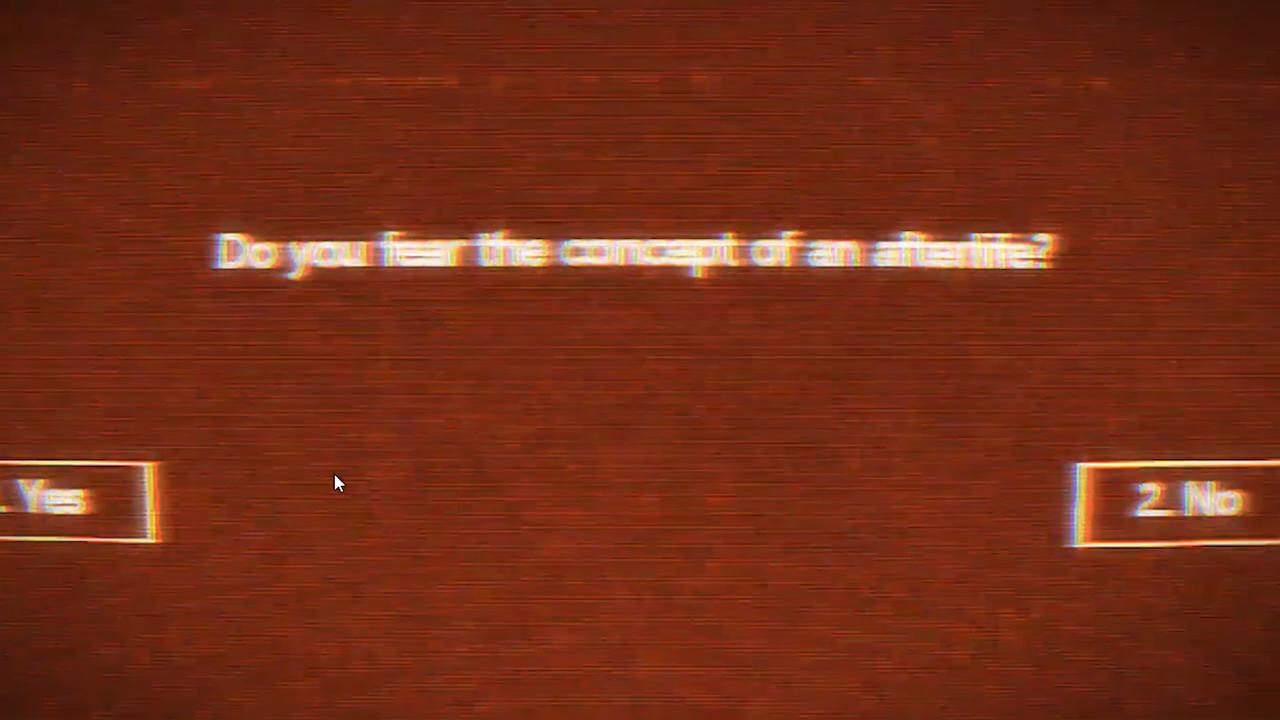 Do you fear the concept of an afterlife?
. Yes
2. No